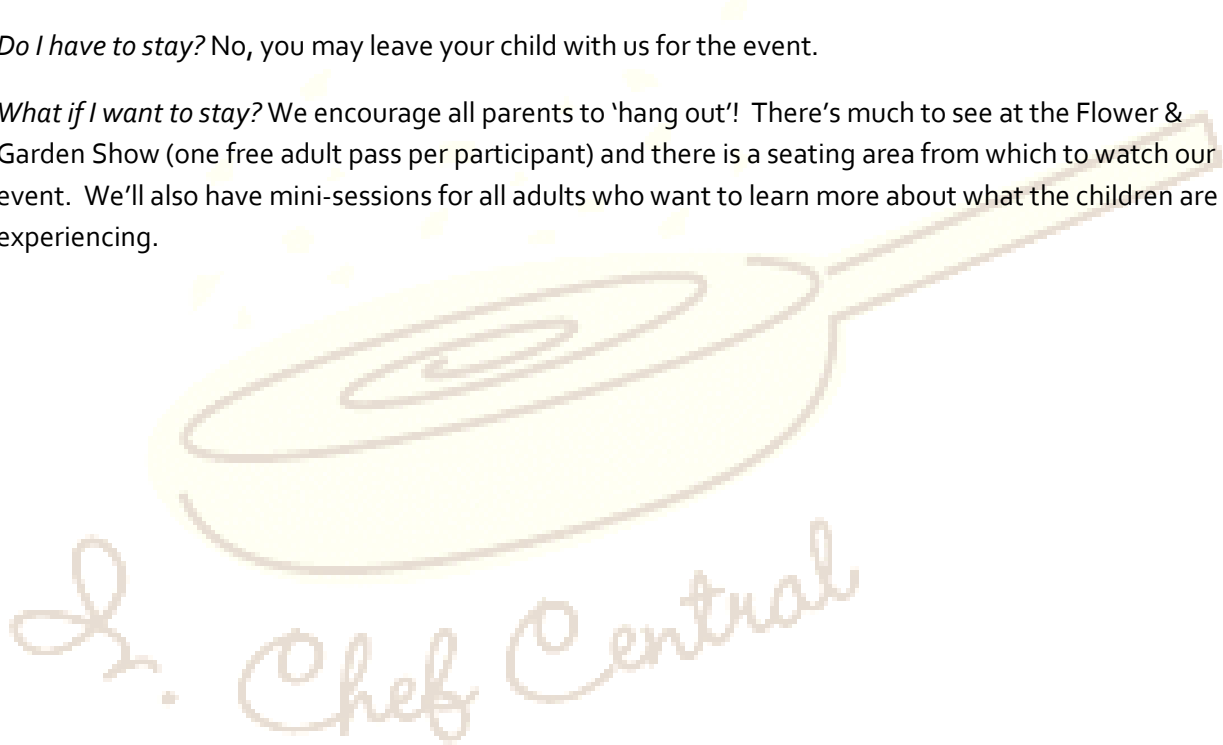 Do I have to stay? No, you may leave your child with us for the event.
What if I want to stay? We encourage all parents to ‘hang out’!  There’s much to see at the Flower &
Garden Show (one free adult pass per participant) and there is a seating area from which to watch our
event.  We’ll also have mini-sessions for all adults who want to learn more about what the children are
experiencing.
Jr. Chef Central